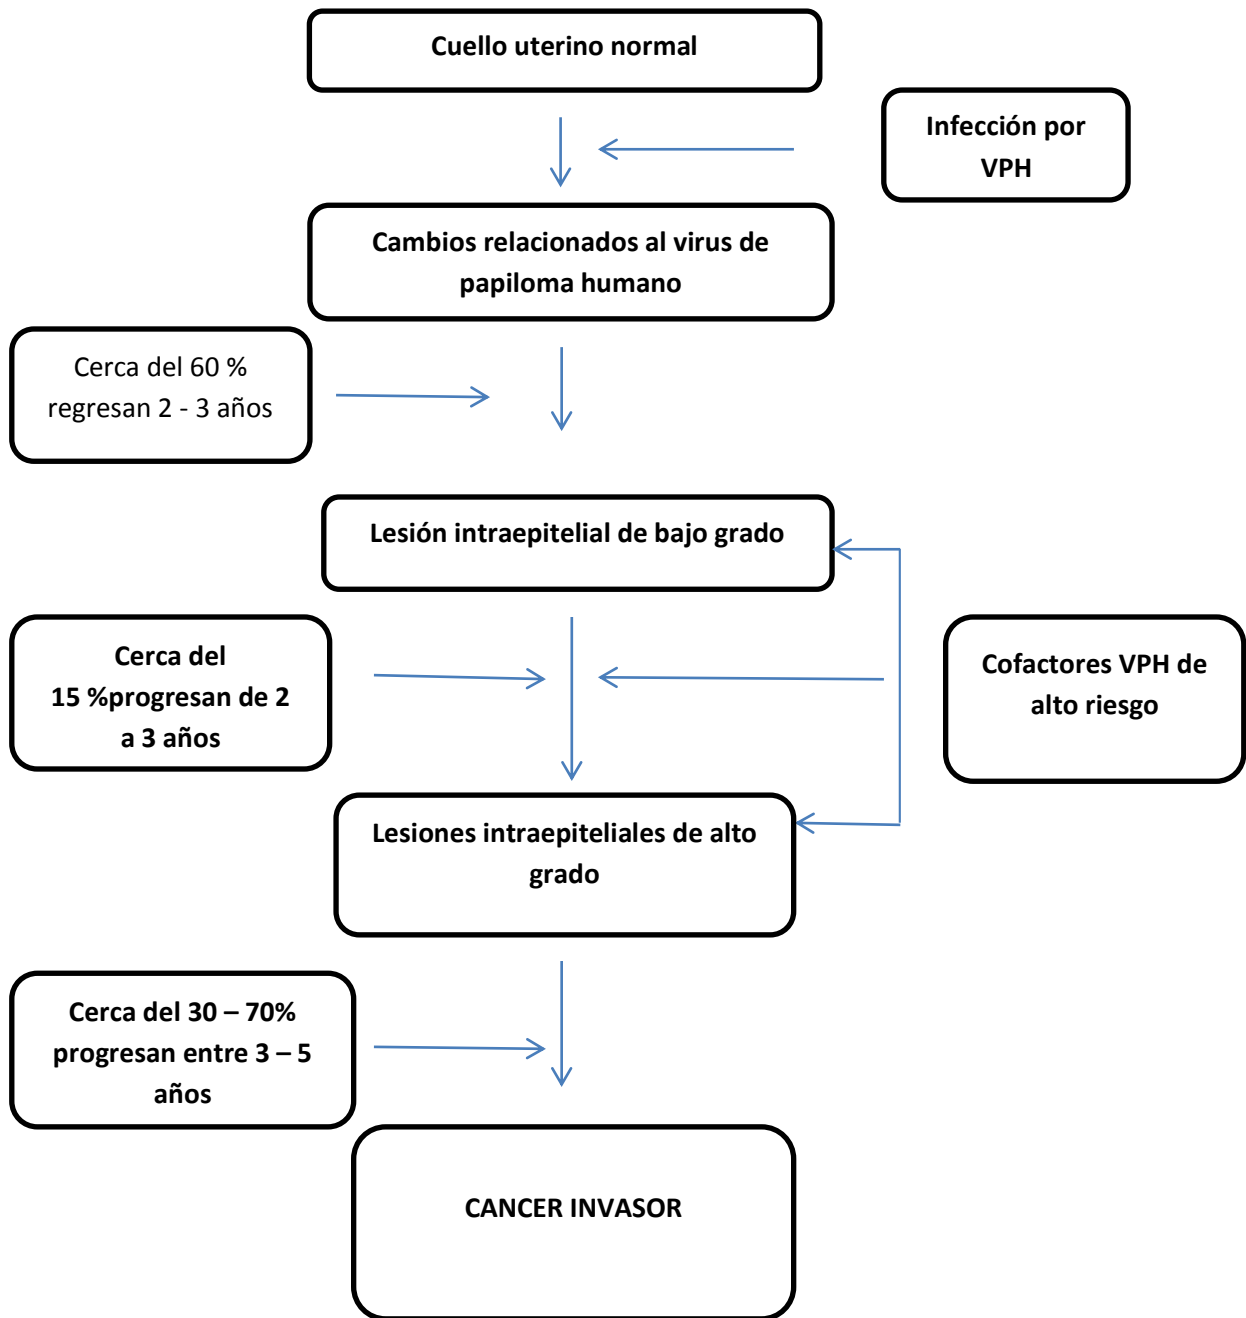 Cuello uterino normal
Infección por
VPH
Cambios relacionados al virus de
papiloma humano
Cerca del 60 %
regresan 2 - 3 años
Lesión intraepitelial de bajo grado
Cerca del
15 %progresan de 2
a 3 años
Cofactores VPH de
alto riesgo
Lesiones intraepiteliales de alto
grado
Cerca del 30 – 70%
progresan entre 3 – 5
años
CANCER INVASOR